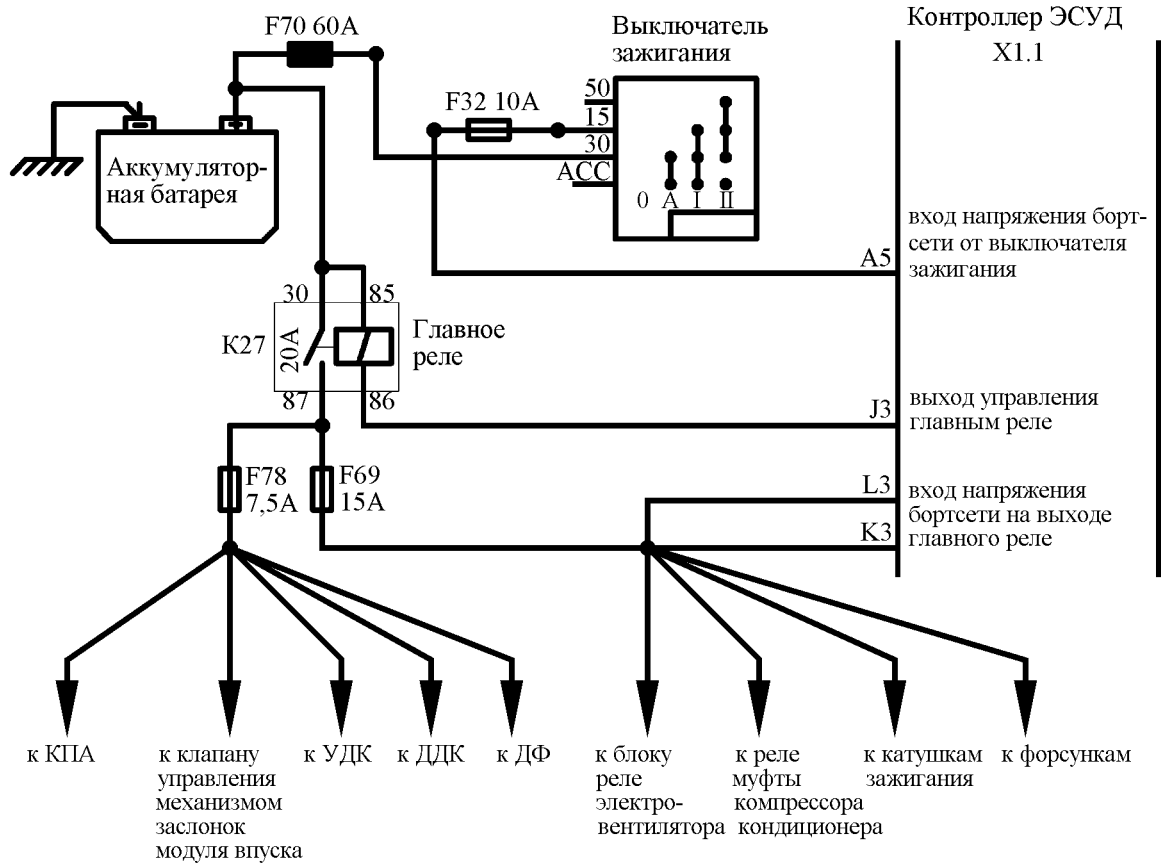 F70 60A
Выключатель
зажигания
Контроллер ЭСУД
X1.1
50
F32 10A
15
30
ACC
0 A I II
Аккумулятор-
ная батарея
вход напряжения борт-
сети от выключателя
зажигания
A5
30 85
K27
20A
Главное
реле
87 86
J3
выход управления
главным реле
F78
7,5A
F69
15A
L3
K3
вход напряжения
бортсети на выходе
главного реле
к КПА
к клапану
управления
механизмом
заслонок
модуля впуска
к УДК
к ДДК
к ДФ
к блоку
реле
электро-
вентилятора
к реле
муфты
компрессора
кондиционера
к катушкам
зажигания
к форсункам